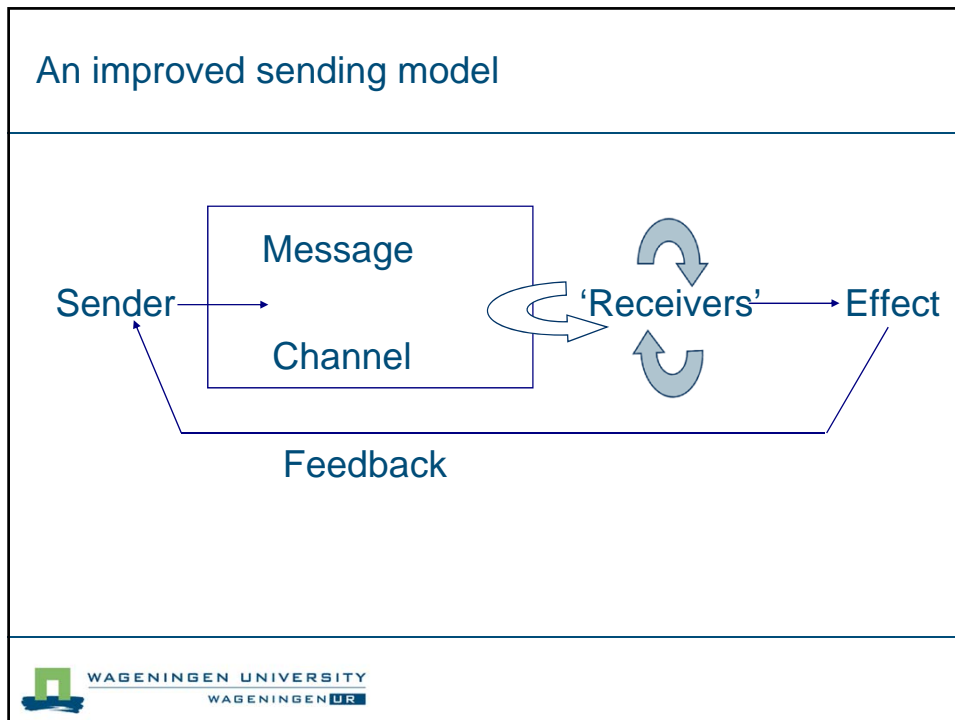 An improved sending model
Message
Sender
‘Receivers’
Effect
Channel
Feedback
WAGENINGEN UNIVERSITY
WAGENINGEN UR